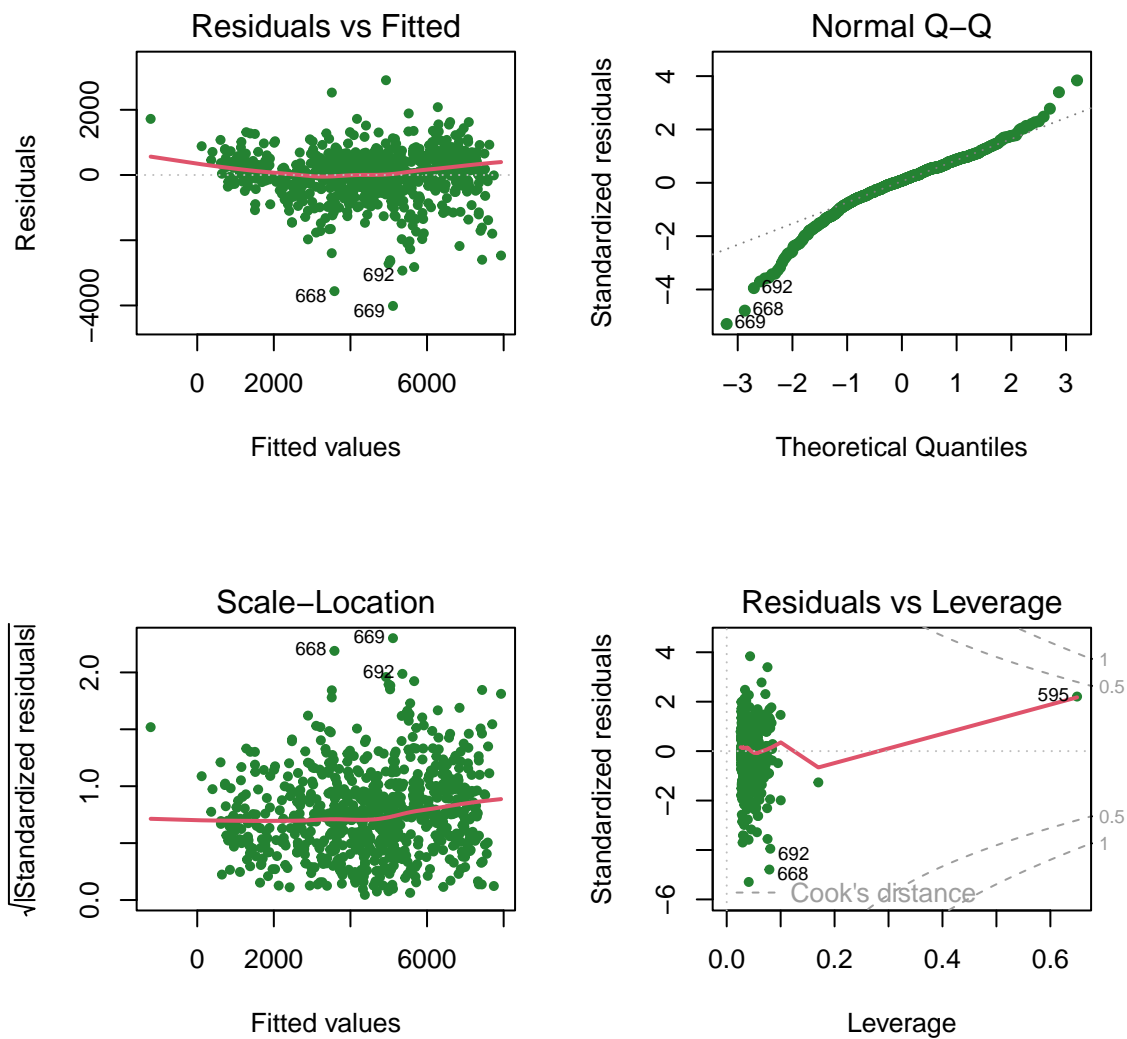 Residuals vs Fitted
Residuals
2000
0
−4000
692
668
669
0 2000 6000
Fitted values
Normal Q−Q
Standardized residuals
4
2
0
−2
−4
692
668
669
−3 −2 −1 0 1 2 3
Theoretical Quantiles
Scale−Location
√|Standardized residuals|
2.0
1.0
0.0
669
668
692
0 2000 6000
Fitted values
Residuals vs Leverage
Standardized residuals
4
2
0
−2
−6
1
0.5
0.5
1
595
692
668
Cook's distance
0.0 0.2 0.4 0.6
Leverage